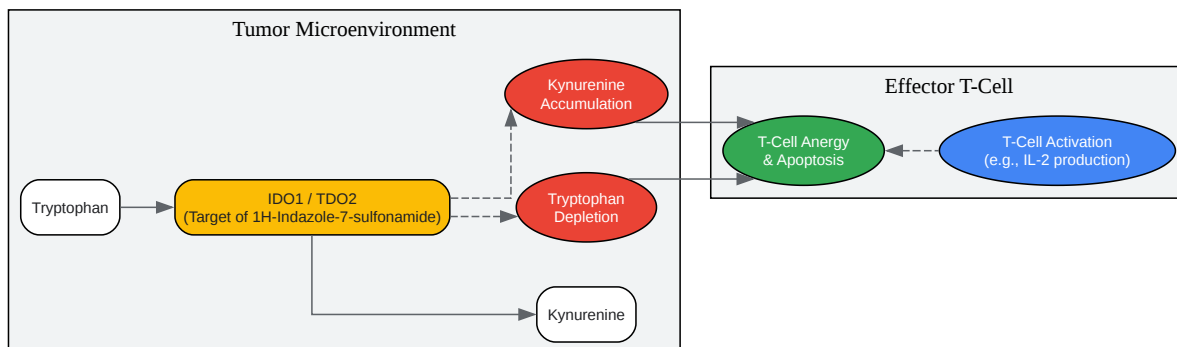 Tumor Microenvironment
Kynurenine
Accumulation
Tryptophan
IDO1 / TDO2
(Target of 1H-Indazole-7-sulfonamide)
Tryptophan
Depletion
Kynurenine
Effector T-Cell
T-Cell Anergy
& Apoptosis
T-Cell Activation
(e.g., IL-2 production)